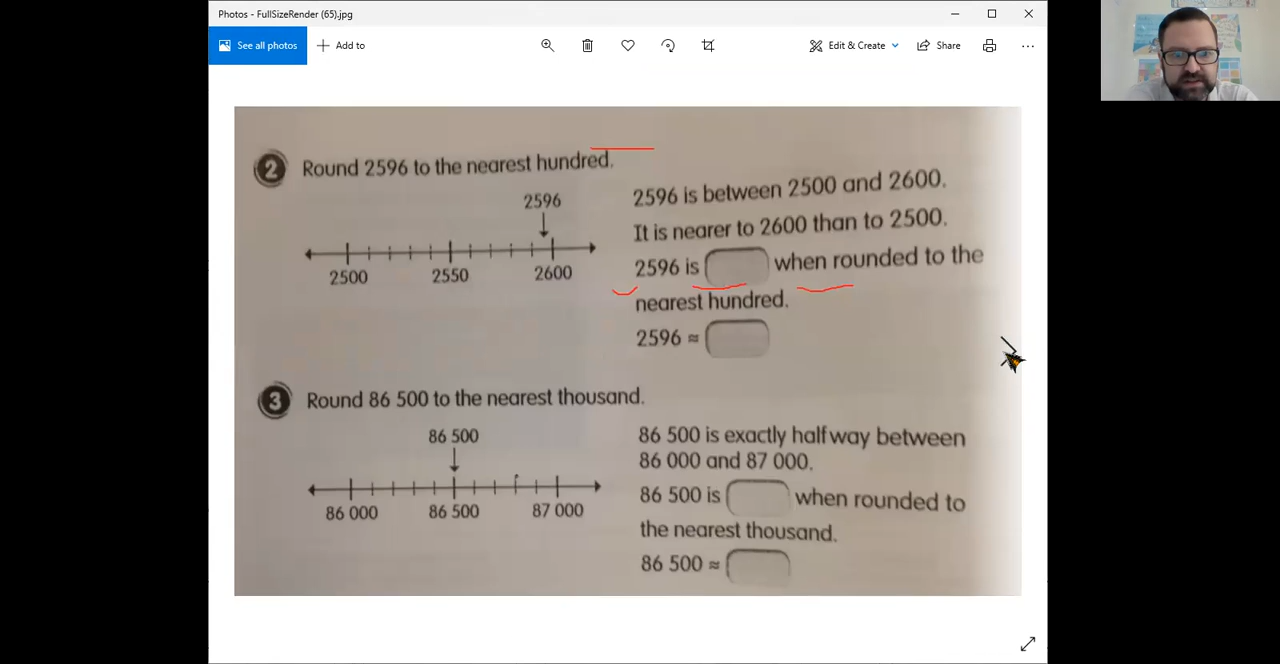 Photos - FullSizeRender (65).jpg
See all photos
Add to
Edit & Create
Share
2 Round 2596 to the nearest hundred.
2596
2500 2550 2600
2596 is between 2500 and 2600.
It is nearer to 2600 than to 2500.
2596 is when rounded to the
nearest hundred.
2596 ≈
3 Round 86 500 to the nearest thousand.
86 500
86 000 86 500 87 000
86 500 is exactly halfway between
86 000 and 87 000.
86 500 is when rounded to
the nearest thousand.
86 500 ≈